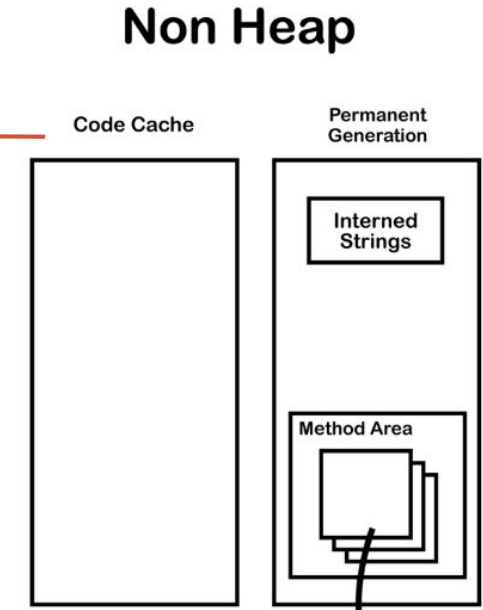 Non Heap
Code Cache
Permanent
Generation
Interned
Strings
Method Area